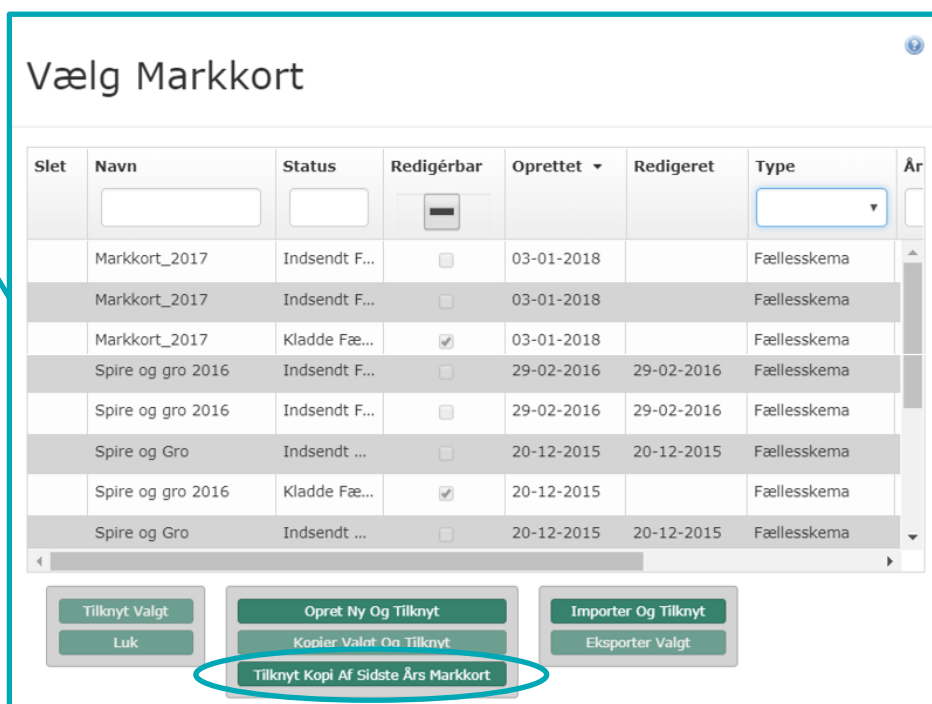 Vælg Markkort
Slet Navn Status Redigérbar Oprettet Redigeret Type År
Markkort_2017 Indsendt F... 03-01-2018 Fællesskema
Markkort_2017 Indsendt F... 03-01-2018 Fællesskema
Markkort_2017 Kladde Fæ... 03-01-2018 Fællesskema
Spire og gro 2016 Indsendt F... 29-02-2016 29-02-2016 Fællesskema
Spire og gro 2016 Indsendt F... 29-02-2016 29-02-2016 Fællesskema
Spire og Gro Indsendt ... 20-12-2015 20-12-2015 Fællesskema
Spire og gro 2016 Kladde Fæ... 20-12-2015 Fællesskema
Spire og Gro Indsendt ... 20-12-2015 20-12-2015 Fællesskema
Tilknyt Valgt Opret Ny Og Tilknyt Importer Og Tilknyt
Luk Kopier Valgt Og Tilknyt Eksporter Valgt
Tilknyt Kopi Af Sidste Års Markkort